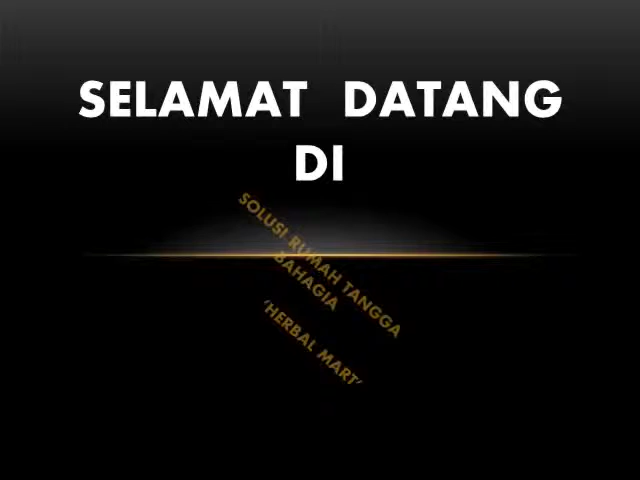 SELAMAT DATANG
DI
SOLUSI RUMAH TANGGA
BAHAGIA
‘HERBAL MART’